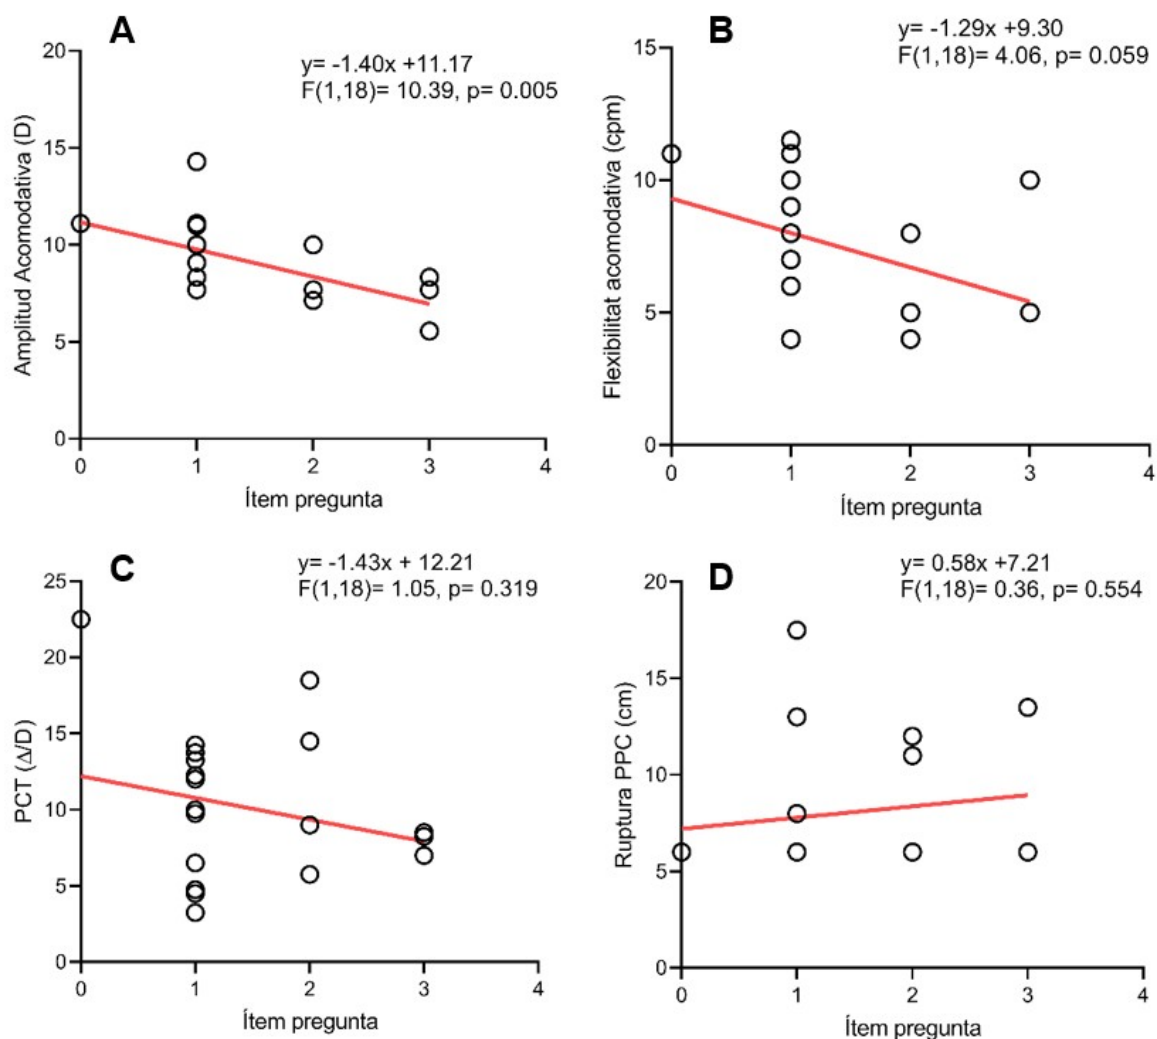 A
y= -1.40x +11.17
F(1,18)= 10.39, p= 0.005
Amplitud Acomodativa (D)
20
15
10
5
0
0 1 2 3 4
Ítem pregunta
B
y= -1.29x +9.30
F(1,18)= 4.06, p= 0.059
Flexibilitat acomodativa (cpm)
15
10
5
0
0 1 2 3 4
Ítem pregunta
C
y= -1.43x + 12.21
F(1,18)= 1.05, p= 0.319
PCT (Δ/D)
25
20
15
10
5
0
0 1 2 3 4
Ítem pregunta
D
y= 0.58x +7.21
F(1,18)= 0.36, p= 0.554
Ruptura PPC (cm)
20
15
10
5
0
0 1 2 3 4
Ítem pregunta